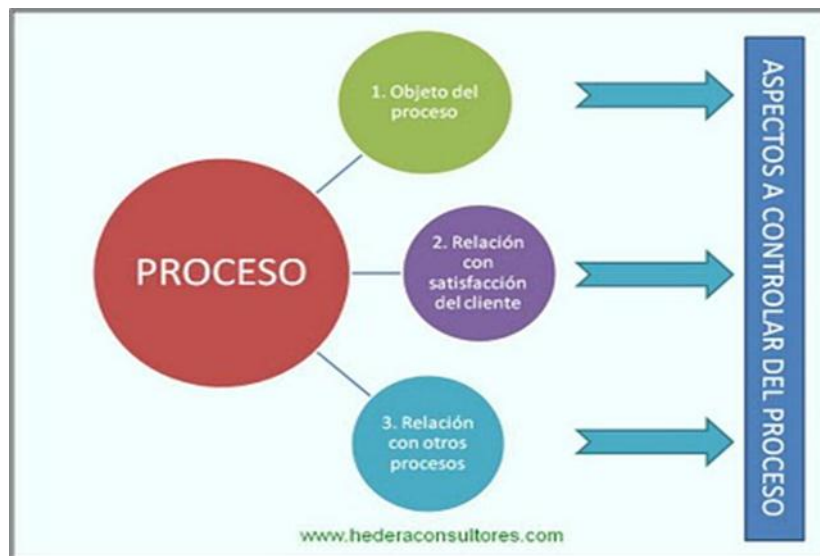 1. Objeto del
proceso
PROCESO
2. Relación
con
satisfacción
del cliente
3. Relación
con otros
procesos
ASPECTOS A CONTROLAR DEL PROCESO
www.hederaconsultores.com